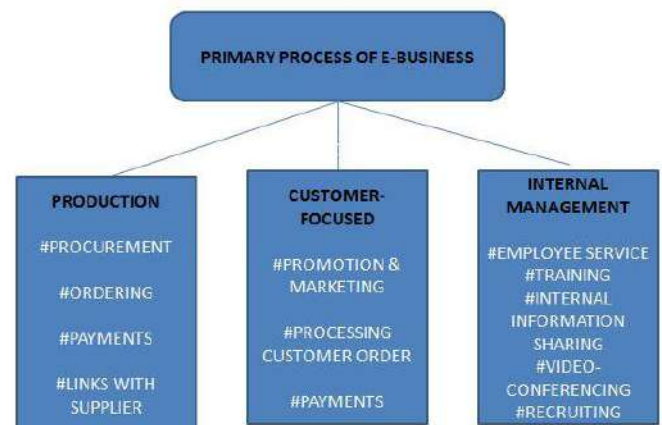 PRIMARY PROCESS OF E-BUSINESS
PRODUCTION
#PROCUREMENT
#ORDERING
#PAYMENTS
#LINKS WITH
SUPPLIER
CUSTOMER-
FOCUSED
#PROMOTION &
MARKETING
#PROCESSING
CUSTOMER ORDER
#PAYMENTS
INTERNAL
MANAGEMENT
#EMPLOYEE SERVICE
#TRAINING
#INTERNAL
INFORMATION
SHARING
#VIDEO-
CONFERENCING
#RECRUITING